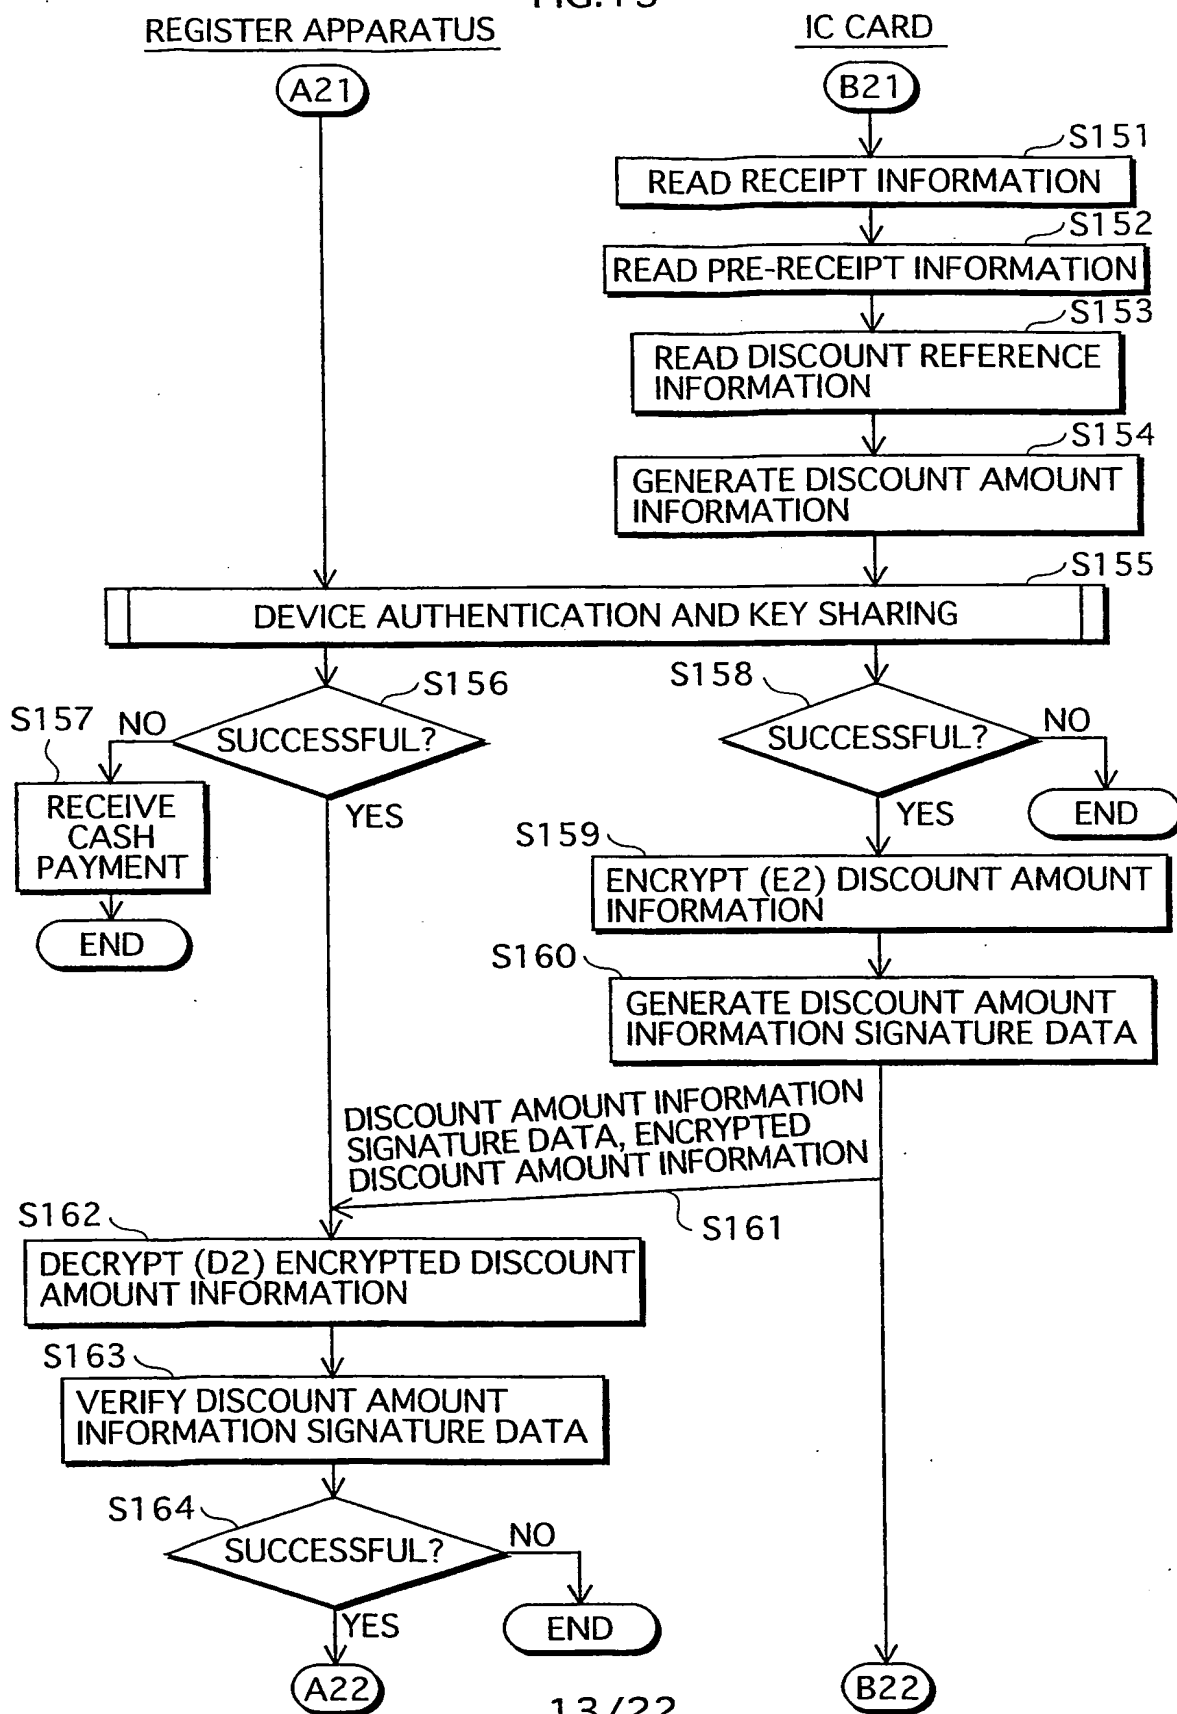 FIG.13
REGISTER APPARATUS
IC CARD
A21
B21
S151
READ RECEIPT INFORMATION
S152
READ PRE-RECEIPT INFORMATION
S153
READ DISCOUNT REFERENCE
INFORMATION
S154
GENERATE DISCOUNT AMOUNT
INFORMATION
S155
DEVICE AUTHENTICATION AND KEY SHARING
S156
S158
S157
NO
SUCCESSFUL?
SUCCESSFUL?
NO
RECEIVE
CASH
PAYMENT
YES
YES
END
S159
ENCRYPT (E2) DISCOUNT AMOUNT
INFORMATION
END
S160
GENERATE DISCOUNT AMOUNT
INFORMATION SIGNATURE DATA
DISCOUNT AMOUNT INFORMATION
SIGNATURE DATA, ENCRYPTED
DISCOUNT AMOUNT INFORMATION
S161
S162
DECRYPT (D2) ENCRYPTED DISCOUNT
AMOUNT INFORMATION
S163
VERIFY DISCOUNT AMOUNT
INFORMATION SIGNATURE DATA
S164
SUCCESSFUL?
NO
YES
END
A22
B22
13/22